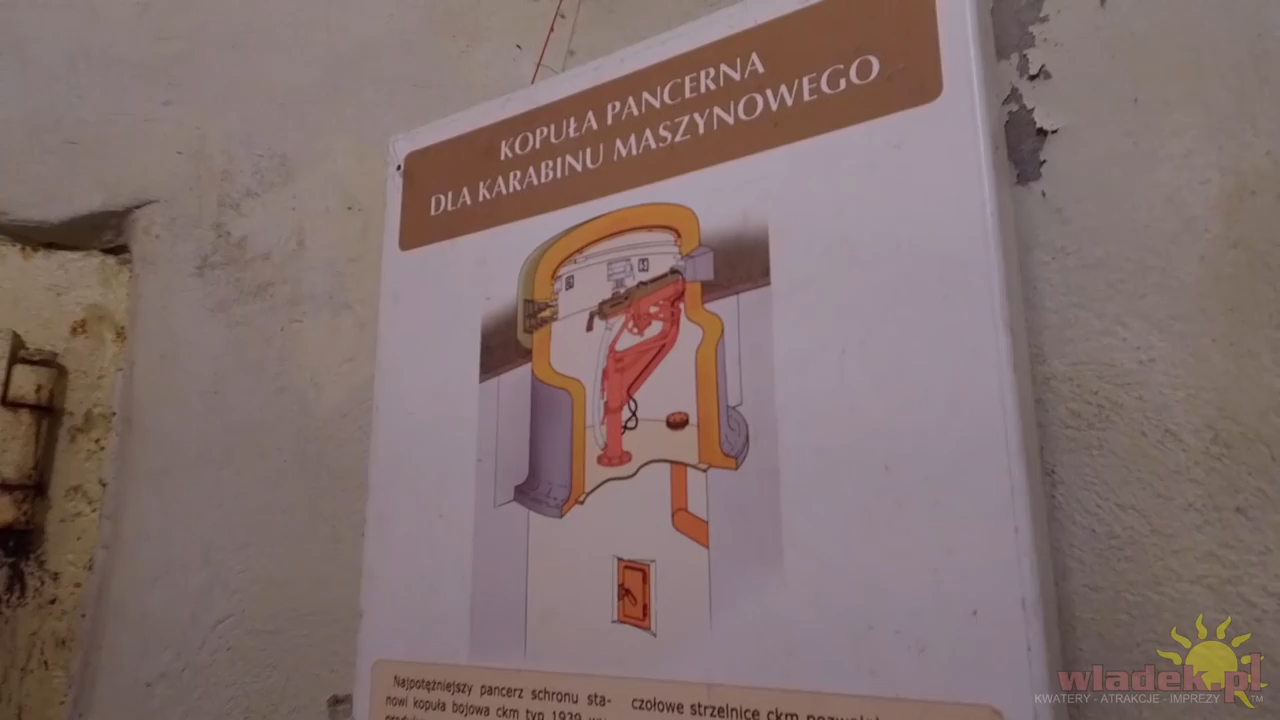 KOPUŁA PANCERNA
DLA KARABINU MASZYNOWEGO
Najpotężniejszy pancerz schronu sta-
nowi kopuła bojowa ckm typ 1939
czołowe strzelnice ckm
wladek.pl
KWATERY - ATRAKCJE - IMPREZY ™